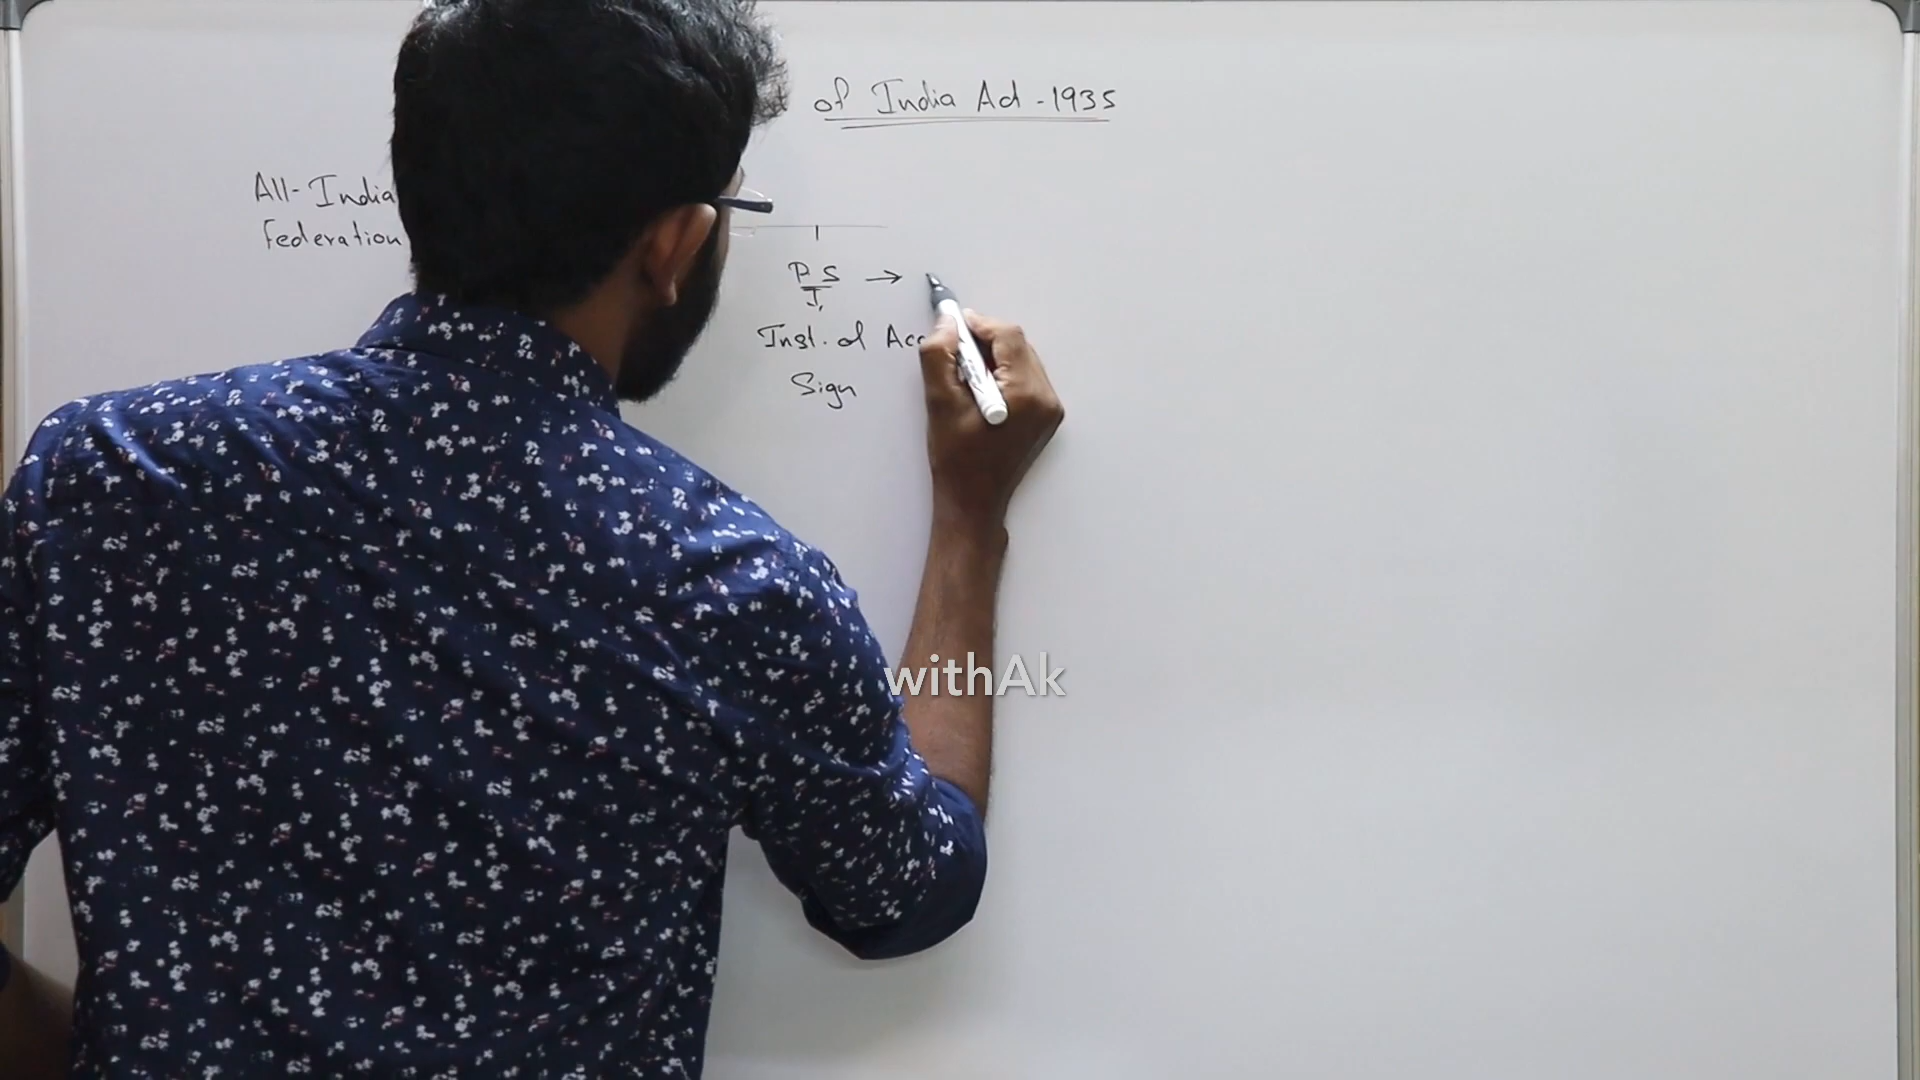 of India Act - 1935
All-India
Federation
P S →
I
Inst. of Acc
Sign
withAk